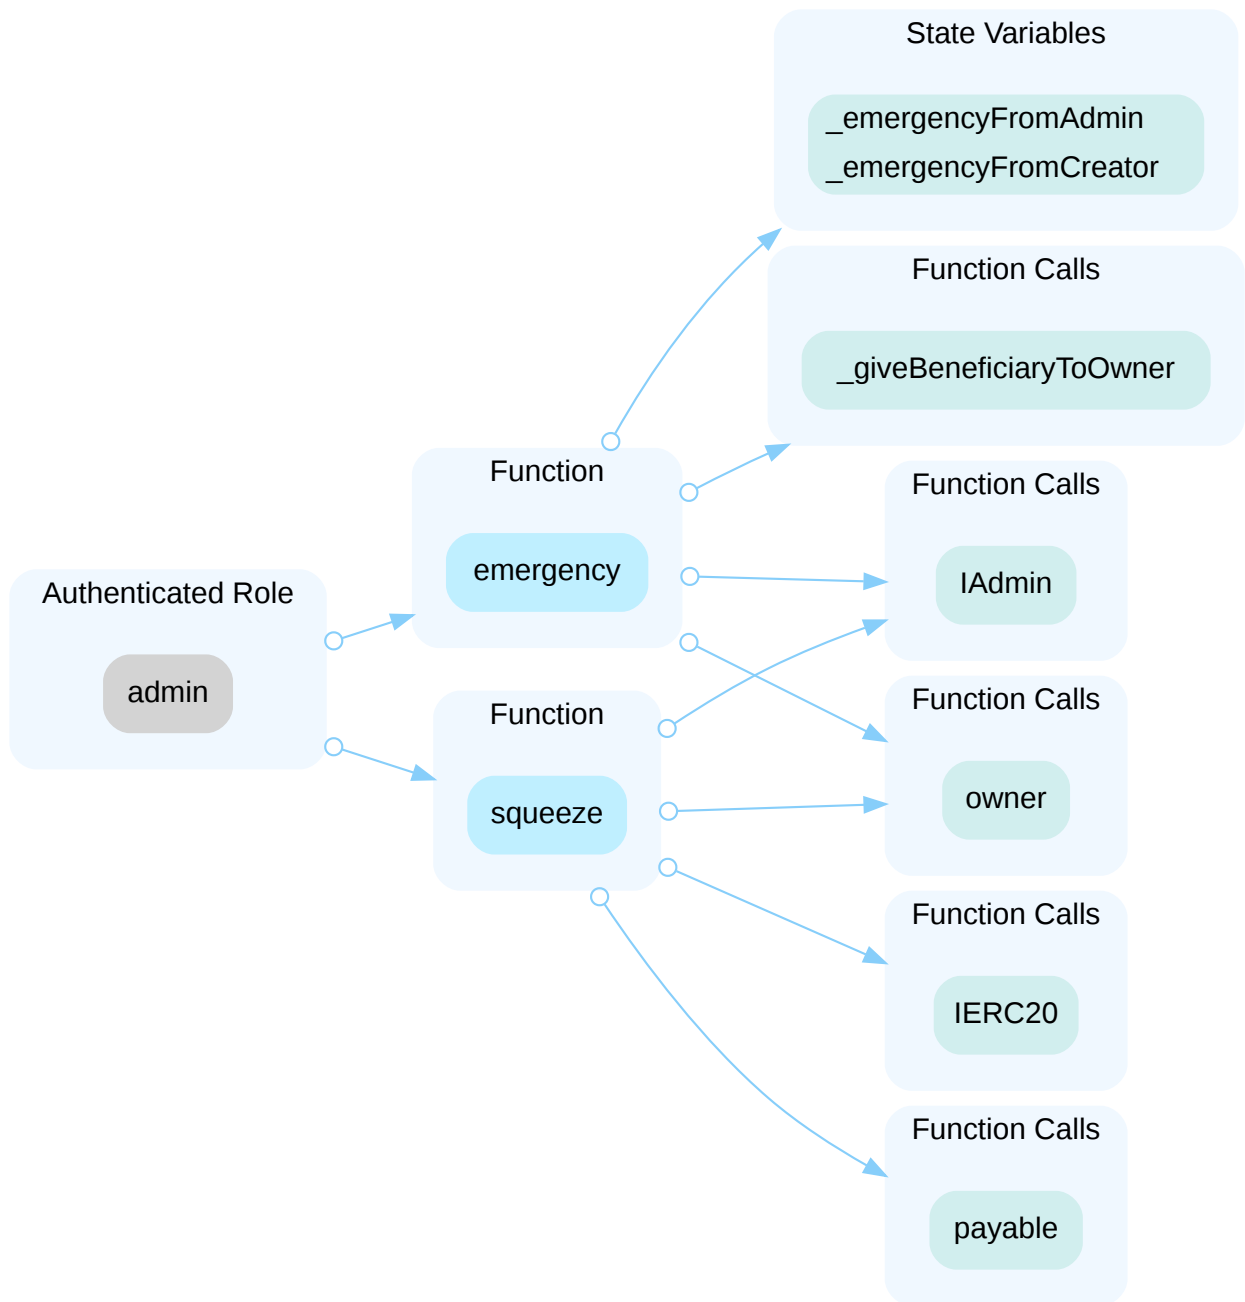 State Variables
_emergencyFromAdmin
_emergencyFromCreator
Function Calls
_giveBeneficiaryToOwner
Function
emergency
Function Calls
IAdmin
Authenticated Role
admin
Function
squeeze
Function Calls
owner
Function Calls
IERC20
Function Calls
payable